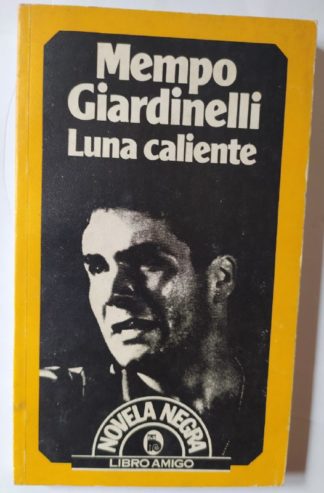 Mempo
Giardinelli
Luna caliente
NOVELA NEGRA
LIBRO AMIGO